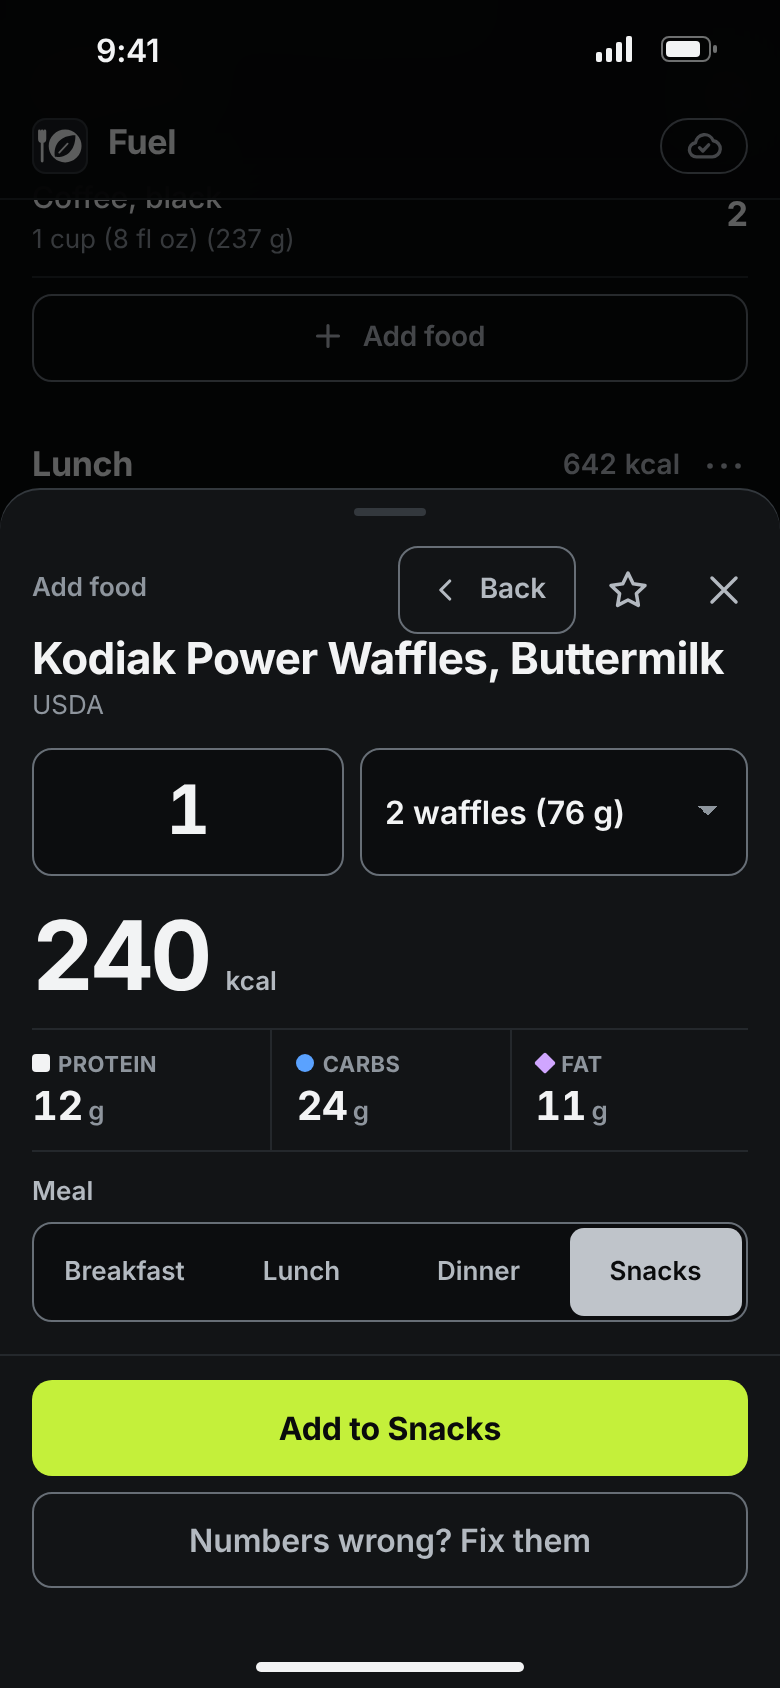 9:41
Fuel
Coffee, black
2
1 cup (8 fl oz) (237 g)
Add food
Lunch
642 kcal
Add food
Back
Kodiak Power Waffles, Buttermilk
USDA
1
2 waffles (76 g)
240 kcal
PROTEIN
12 g
CARBS
24 g
FAT
11 g
Meal
Breakfast
Lunch
Dinner
Snacks
Add to Snacks
Numbers wrong? Fix them